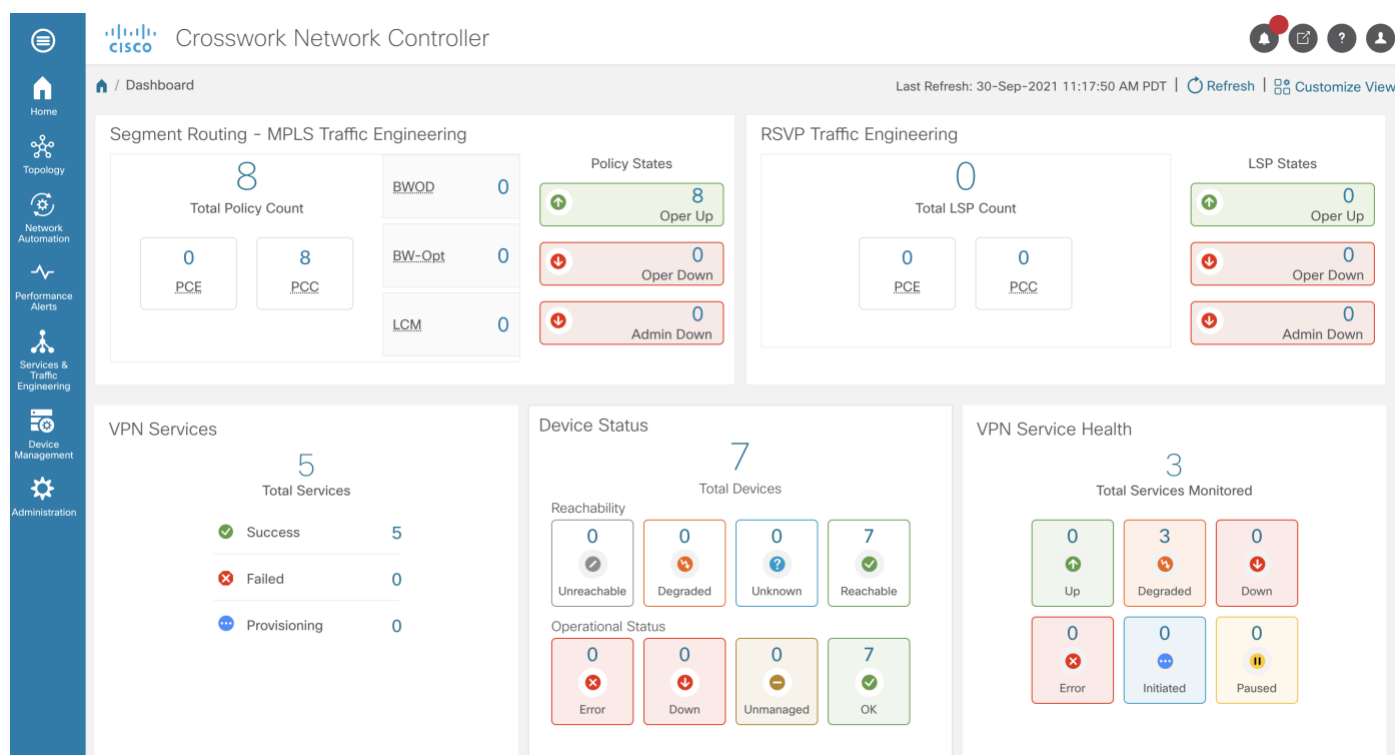 CISCO Crosswork Network Controller
/ Dashboard
Last Refresh: 30-Sep-2021 11:17:50 AM PDT | Refresh | Customize View
Home
Topology
Network
Automation
Performance
Alerts
Services &
Traffic
Engineering
Device
Management
Administration
Segment Routing - MPLS Traffic Engineering
8
Total Policy Count
0
PCE
8
PCC
BWOD 0
BW-Opt 0
LCM 0
Policy States
8
Oper Up
0
Oper Down
0
Admin Down
RSVP Traffic Engineering
0
Total LSP Count
0
PCE
0
PCC
LSP States
0
Oper Up
0
Oper Down
0
Admin Down
VPN Services
5
Total Services
Success 5
Failed 0
Provisioning 0
Device Status
7
Total Devices
Reachability
0
Unreachable
0
Degraded
0
?
Unknown
7
Reachable
Operational Status
0
Error
0
Down
0
Unmanaged
7
OK
VPN Service Health
3
Total Services Monitored
0
Up
3
Degraded
0
Down
0
Error
0
Initiated
0
Paused